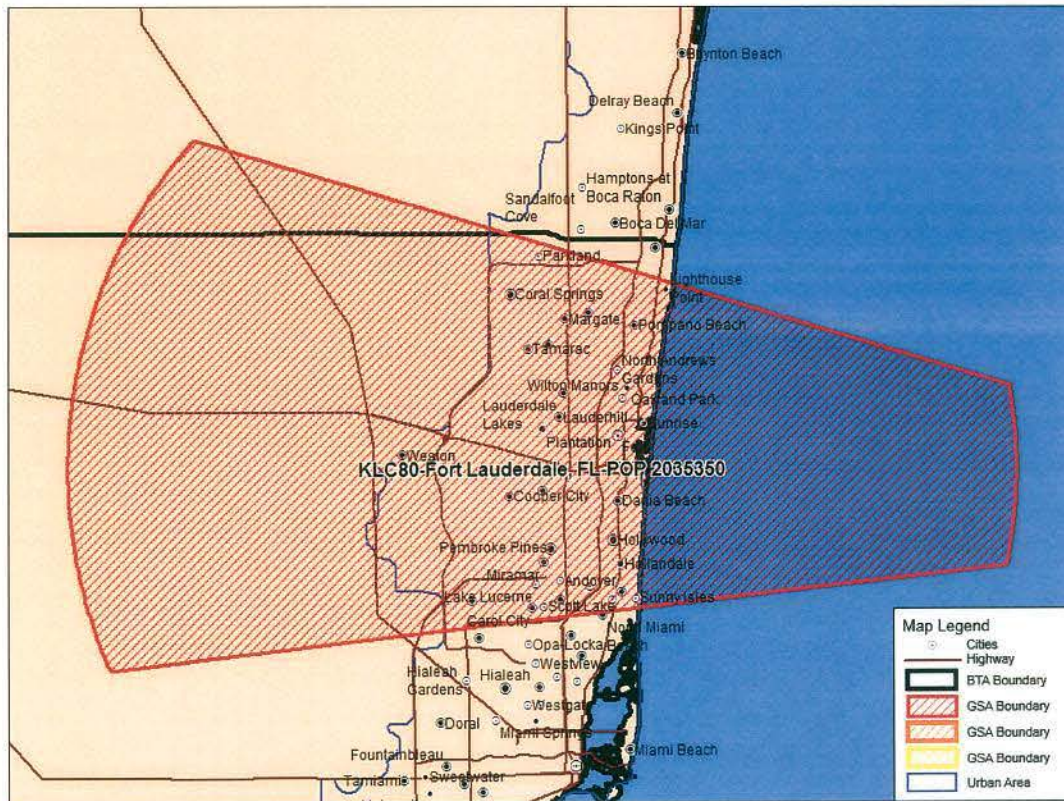 Boynton Beach
Delray Beach
Kings Point
Hamptons at
Boca Raton
Sandalfoot
Cove
Boca Del Mar
Parkland
Lighthouse
Point
Coral Springs
Margate
Pompano Beach
Tamarac
North Andrews
Gardens
Wilton Manors
Oakland Park
Lauderdale
Lakes
Lauderhill
Sunrise
Plantation
Weston
KLC80-Fort Lauderdale, FL-POP 2035350
Cooper City
Dania Beach
Hollywood
Pembroke Pines
Hallandale
Miramar
Andover
Lake Lucerne
Scott Lake
Sunny Isles
Carol City
North Miami
Beach
Opa-Locka
Westview
Hialeah
Gardens
Hialeah
Westgate
Doral
Miami Springs
Miami Beach
Fountainbleau
Tamiami
Sweetwater
Map Legend
Cities
Highway
BTA Boundary
GSA Boundary
GSA Boundary
GSA Boundary
Urban Area